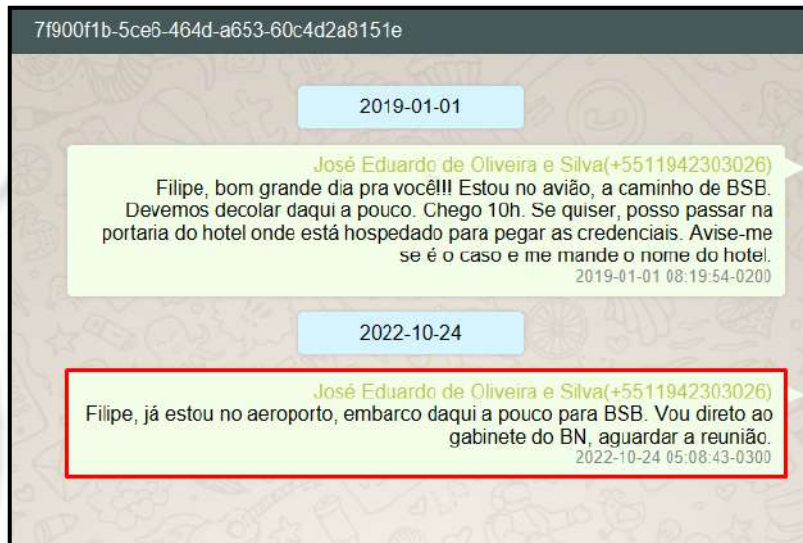 7f900f1b-5ce6-464d-a653-60c4d2a8151e
2019-01-01
José Eduardo de Oliveira e Silva(+5511942303026)
Filipe, bom grande dia pra você!!! Estou no avião, a caminho de BSB.
Devemos decolar daqui a pouco. Chego 10h. Se quiser, posso passar na
portaria do hotel onde está hospedado para pegar as credenciais. Avise-me
se é o caso e me mande o nome do hotel.
2019-01-01 08:19:54-0200
2022-10-24
José Eduardo de Oliveira e Silva(+5511942303026)
Filipe, já estou no aeroporto, embarco daqui a pouco para BSB. Vou direto ao
gabinete do BN, aguardar a reunião.
2022-10-24 05:08:43-0300